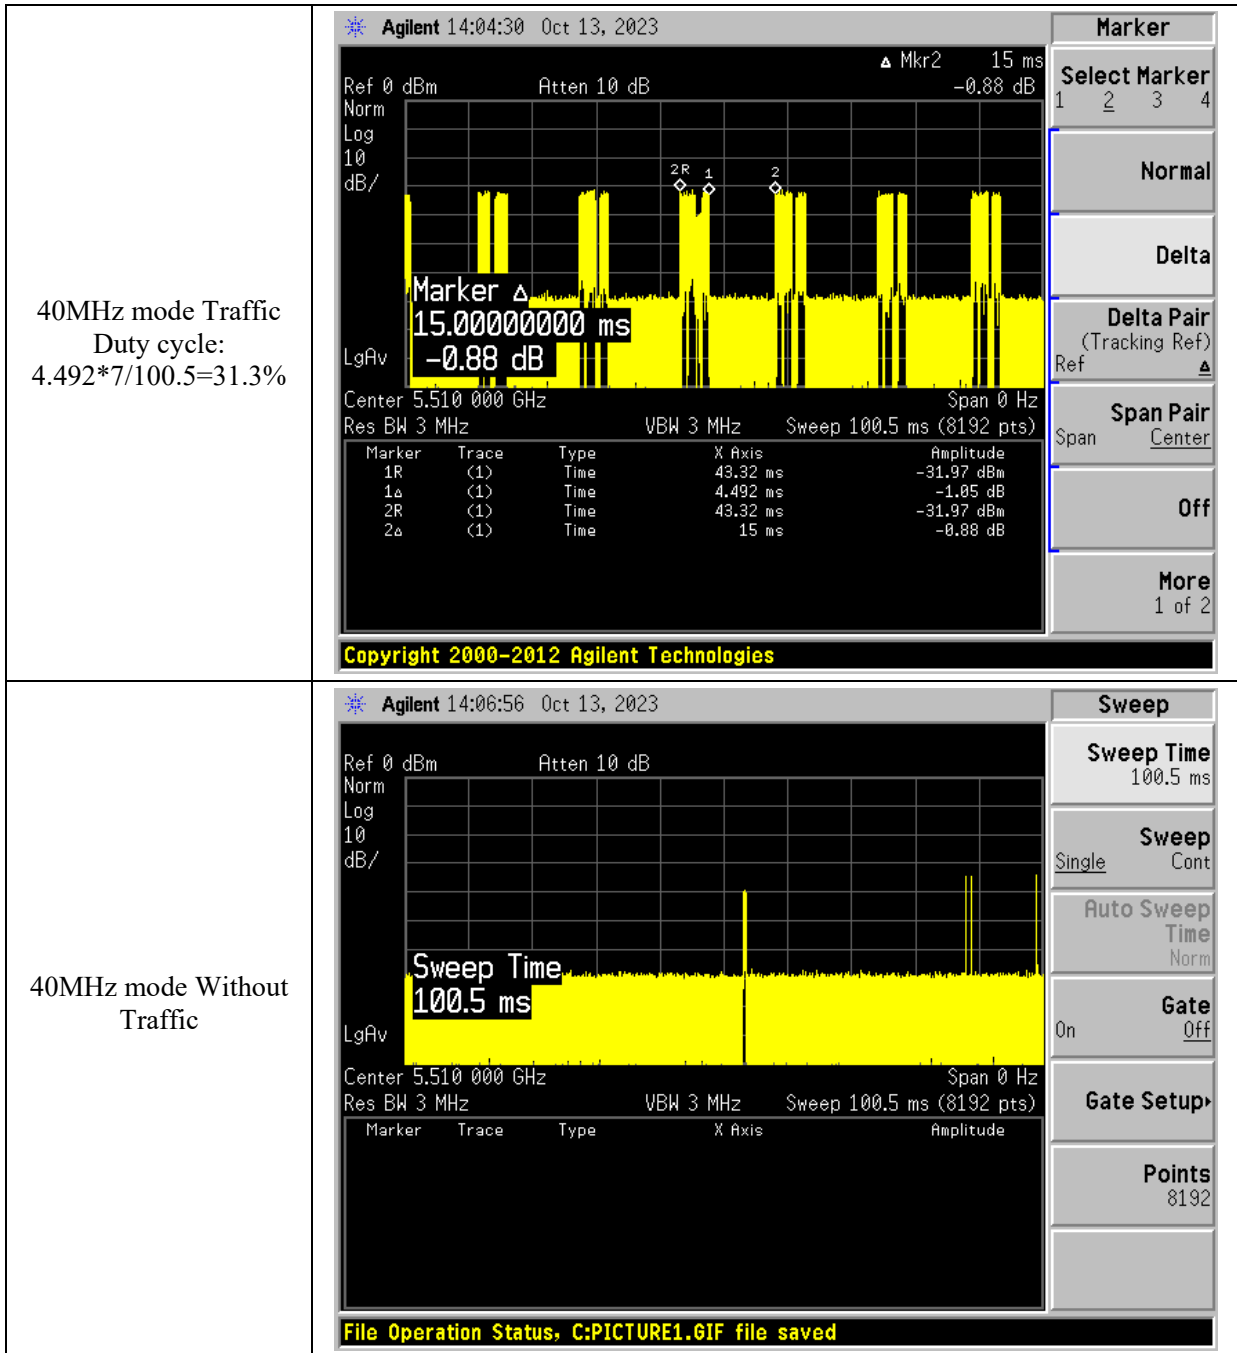 40MHz mode Traffic
Duty cycle:
4.492*7/100.5=31.3%
Agilent 14:04:30 Oct 13, 2023
Δ Mkr2 15 ms
Ref 0 dBm Atten 10 dB -0.88 dB
Norm
Log
10
dB/
2R 1 2
Marker Δ
15.00000000 ms
-0.88 dB
LgAv
Center 5.510 000 GHz Span 0 Hz
Res BW 3 MHz VBW 3 MHz Sweep 100.5 ms (8192 pts)
Marker Trace Type X Axis Amplitude
1R (1) Time 43.32 ms -31.97 dBm
1Δ (1) Time 4.492 ms -1.05 dB
2R (1) Time 43.32 ms -31.97 dBm
2Δ (1) Time 15 ms -0.88 dB
Copyright 2000-2012 Agilent Technologies
Marker
Select Marker
1 2 3 4
Normal
Delta
Delta Pair
(Tracking Ref)
Ref Δ
Span Pair
Span Center
Off
More
1 of 2
40MHz mode Without
Traffic
Agilent 14:06:56 Oct 13, 2023
Ref 0 dBm Atten 10 dB
Norm
Log
10
dB/
Sweep Time
100.5 ms
LgAv
Center 5.510 000 GHz Span 0 Hz
Res BW 3 MHz VBW 3 MHz Sweep 100.5 ms (8192 pts)
Marker Trace Type X Axis Amplitude
File Operation Status, C:PICTURE1.GIF file saved
Sweep
Sweep Time
100.5 ms
Sweep
Single Cont
Auto Sweep
Time
Norm
Gate
On Off
Gate Setup▸
Points
8192